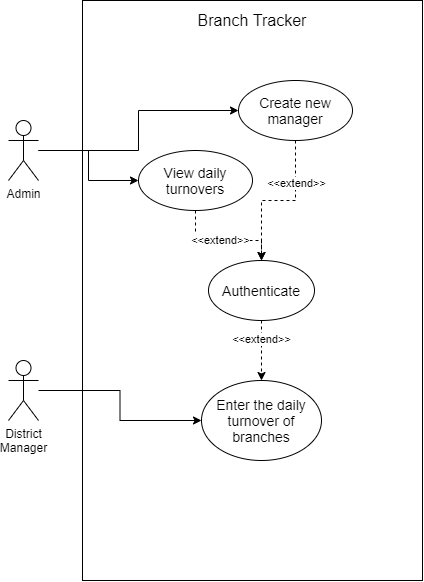 Branch Tracker
Create new
manager
Admin
View daily
turnovers
<<extend>>
<<extend>>
Authenticate
<<extend>>
District
Manager
Enter the daily
turnover of
branches